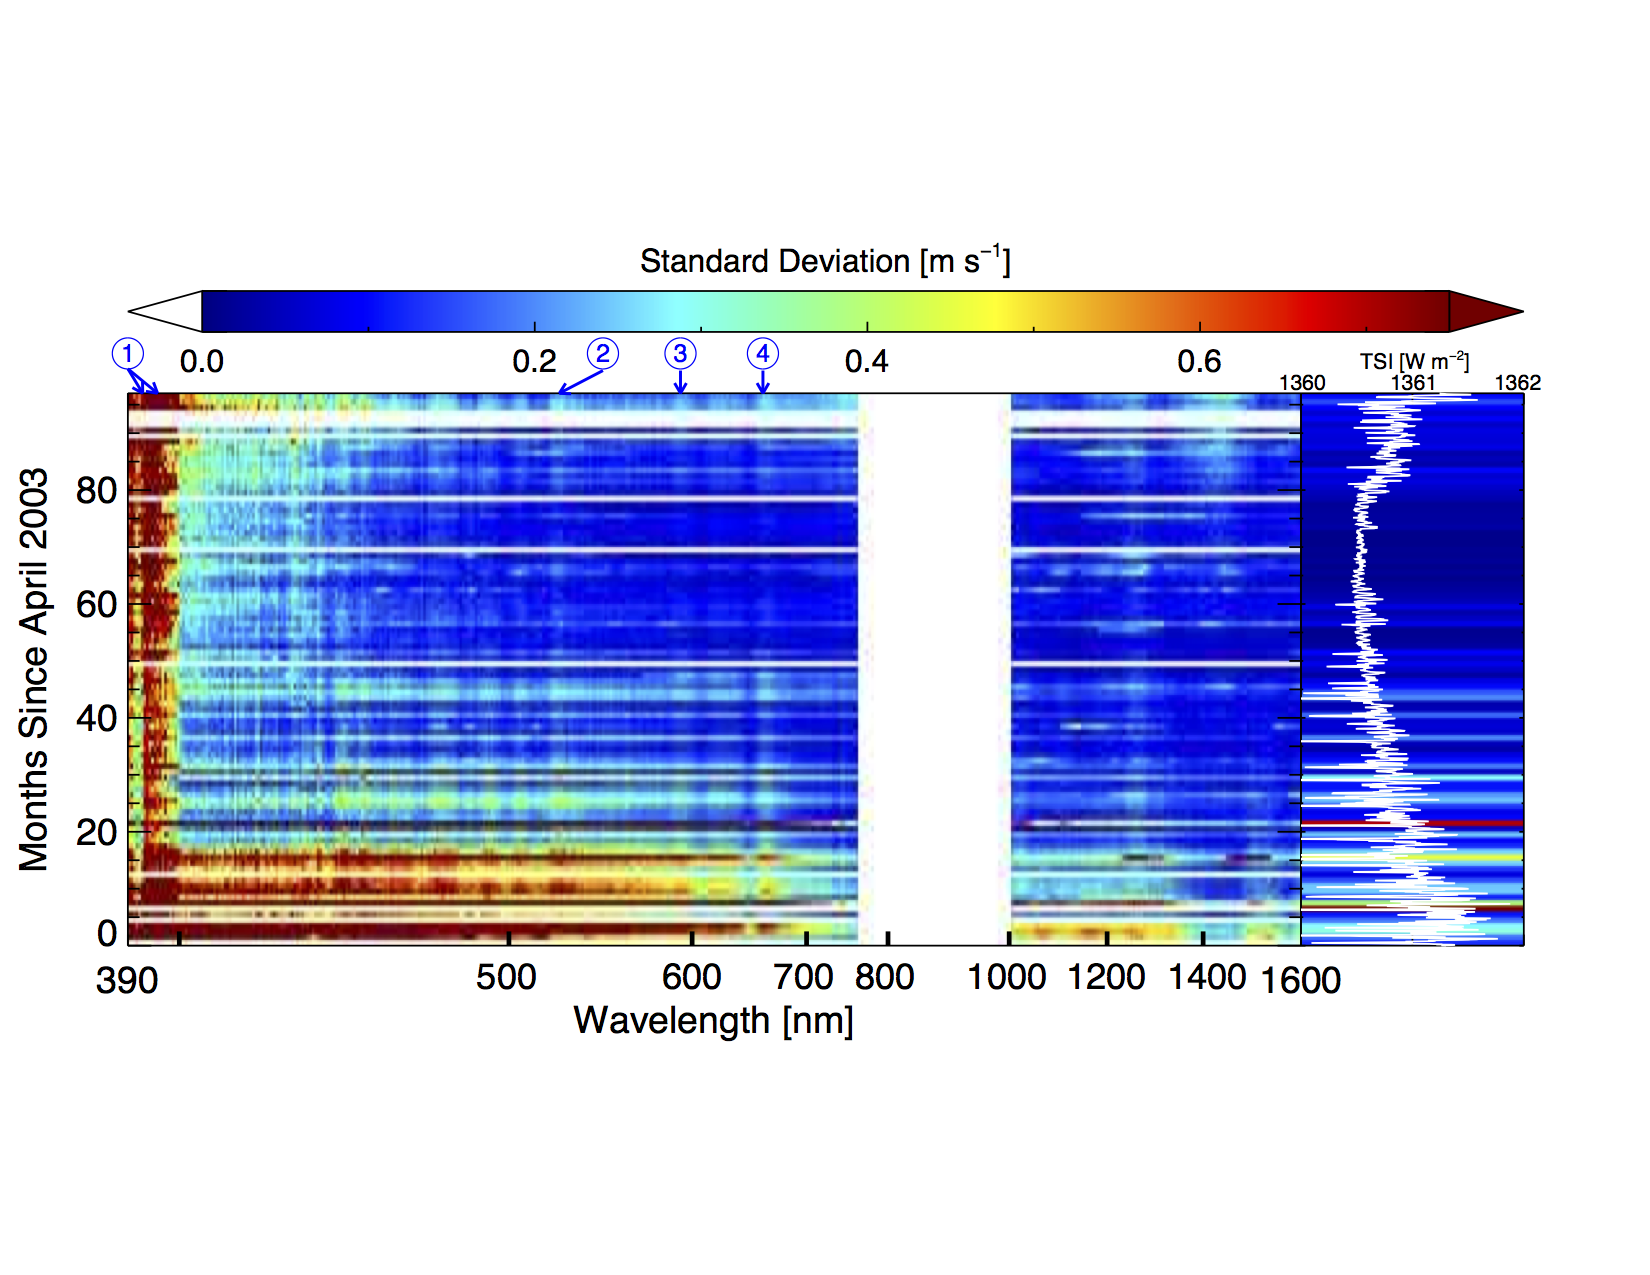 Standard Deviation [m s⁻¹]
0.0 0.2 0.4 0.6
1 2 3 4
TSI [W m⁻²]
1360 1361 1362
Months Since April 2003
80
60
40
20
0
390 500 600 700 800 1000 1200 1400 1600
Wavelength [nm]